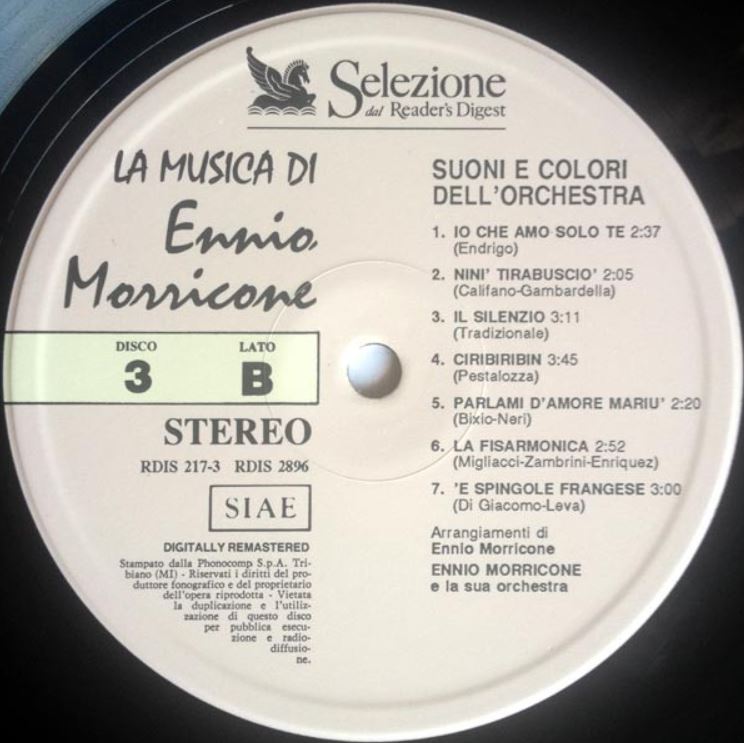 Selezione
dal Reader's Digest
LA MUSICA DI
Ennio
Morricone
DISCO LATO
3 B
STEREO
RDIS 217-3 RDIS 2896
SIAE
DIGITALLY REMASTERED
Stampato dalla Phonocomp S.p.A. Tri-
biano (MI) - Riservati i diritti del pro-
duttore fonografico e del proprietario
dell'opera riprodotta - Vietata
la duplicazione e l'utiliz-
zazione di questo disco
per pubblica esecu-
zione e radio-
diffusio-
ne.
SUONI E COLORI
DELL'ORCHESTRA
1. IO CHE AMO SOLO TE 2:37
(Endrigo)
2. NINI' TIRABUSCIO' 2:05
(Califano-Gambardella)
3. IL SILENZIO 3:11
(Tradizionale)
4. CIRIBIRIBIN 3:45
(Pestalozza)
5. PARLAMI D'AMORE MARIU' 2:20
(Bixio-Neri)
6. LA FISARMONICA 2:52
(Migliacci-Zambrini-Enriquez)
7. 'E SPINGOLE FRANGESE 3:00
(Di Giacomo-Leva)
Arrangiamenti di
Ennio Morricone
ENNIO MORRICONE
e la sua orchestra